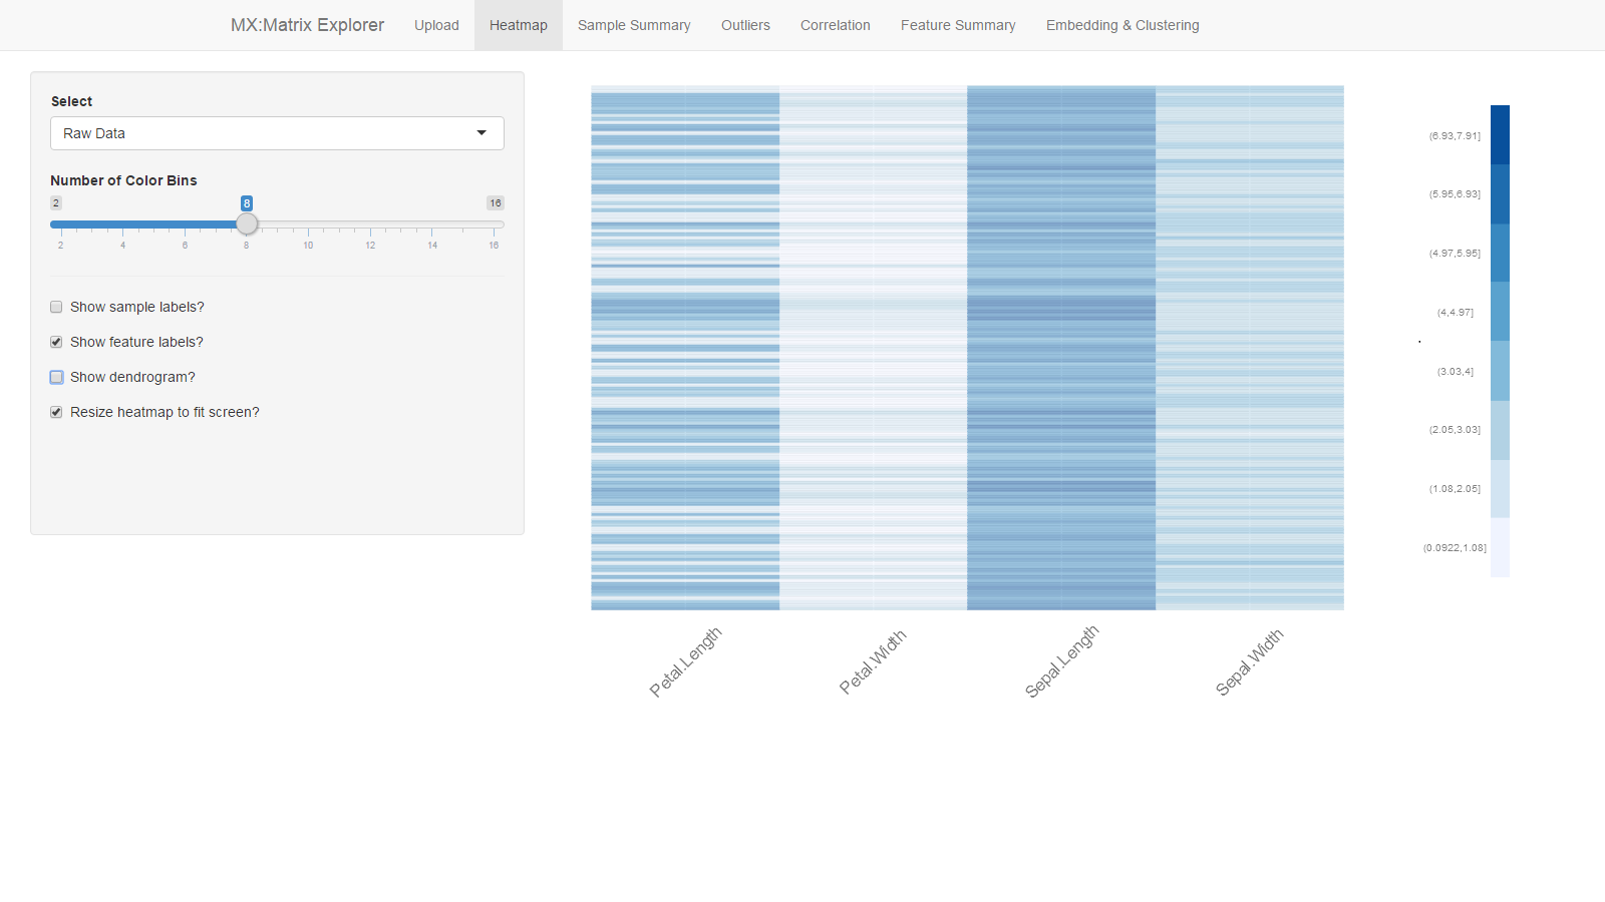 MX:Matrix Explorer Upload Heatmap Sample Summary Outliers Correlation Feature Summary Embedding & Clustering
Select
Raw Data
Number of Color Bins
2 8 16
2 4 6 8 10 12 14 16
Show sample labels?
Show feature labels?
Show dendrogram?
Resize heatmap to fit screen?
(6.93,7.91]
(5.95,6.93]
(4.97,5.95]
(4,4.97]
(3.03,4]
(2.05,3.03]
(1.08,2.05]
(0.0922,1.08]
Petal.Length
Petal.Width
Sepal.Length
Sepal.Width